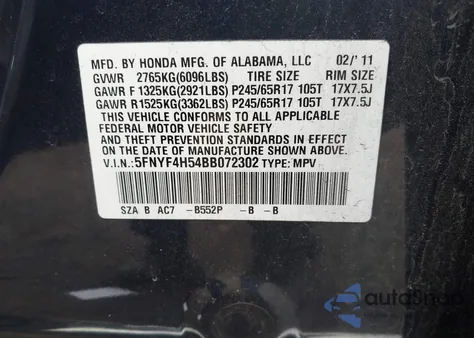 MFD. BY HONDA MFG. OF ALABAMA, LLC 02/'11
GVWR 2765KG(6096LBS) TIRE SIZE RIM SIZE
GAWR F 1325KG(2921LBS) P245/65R17 105T 17X7.5J
GAWR R 1525KG(3362LBS) P245/65R17 105T 17X7.5J
THIS VEHICLE CONFORMS TO ALL APPLICABLE
FEDERAL MOTOR VEHICLE SAFETY
AND THEFT PREVENTION STANDARDS IN EFFECT ON
THE DATE OF MANUFACTURE SHOWN ABOVE.
V.I.N.: 5FNYF4H54BB072302 TYPE: MPV
SZA B AC7 -B552P -B -B
autoSnap